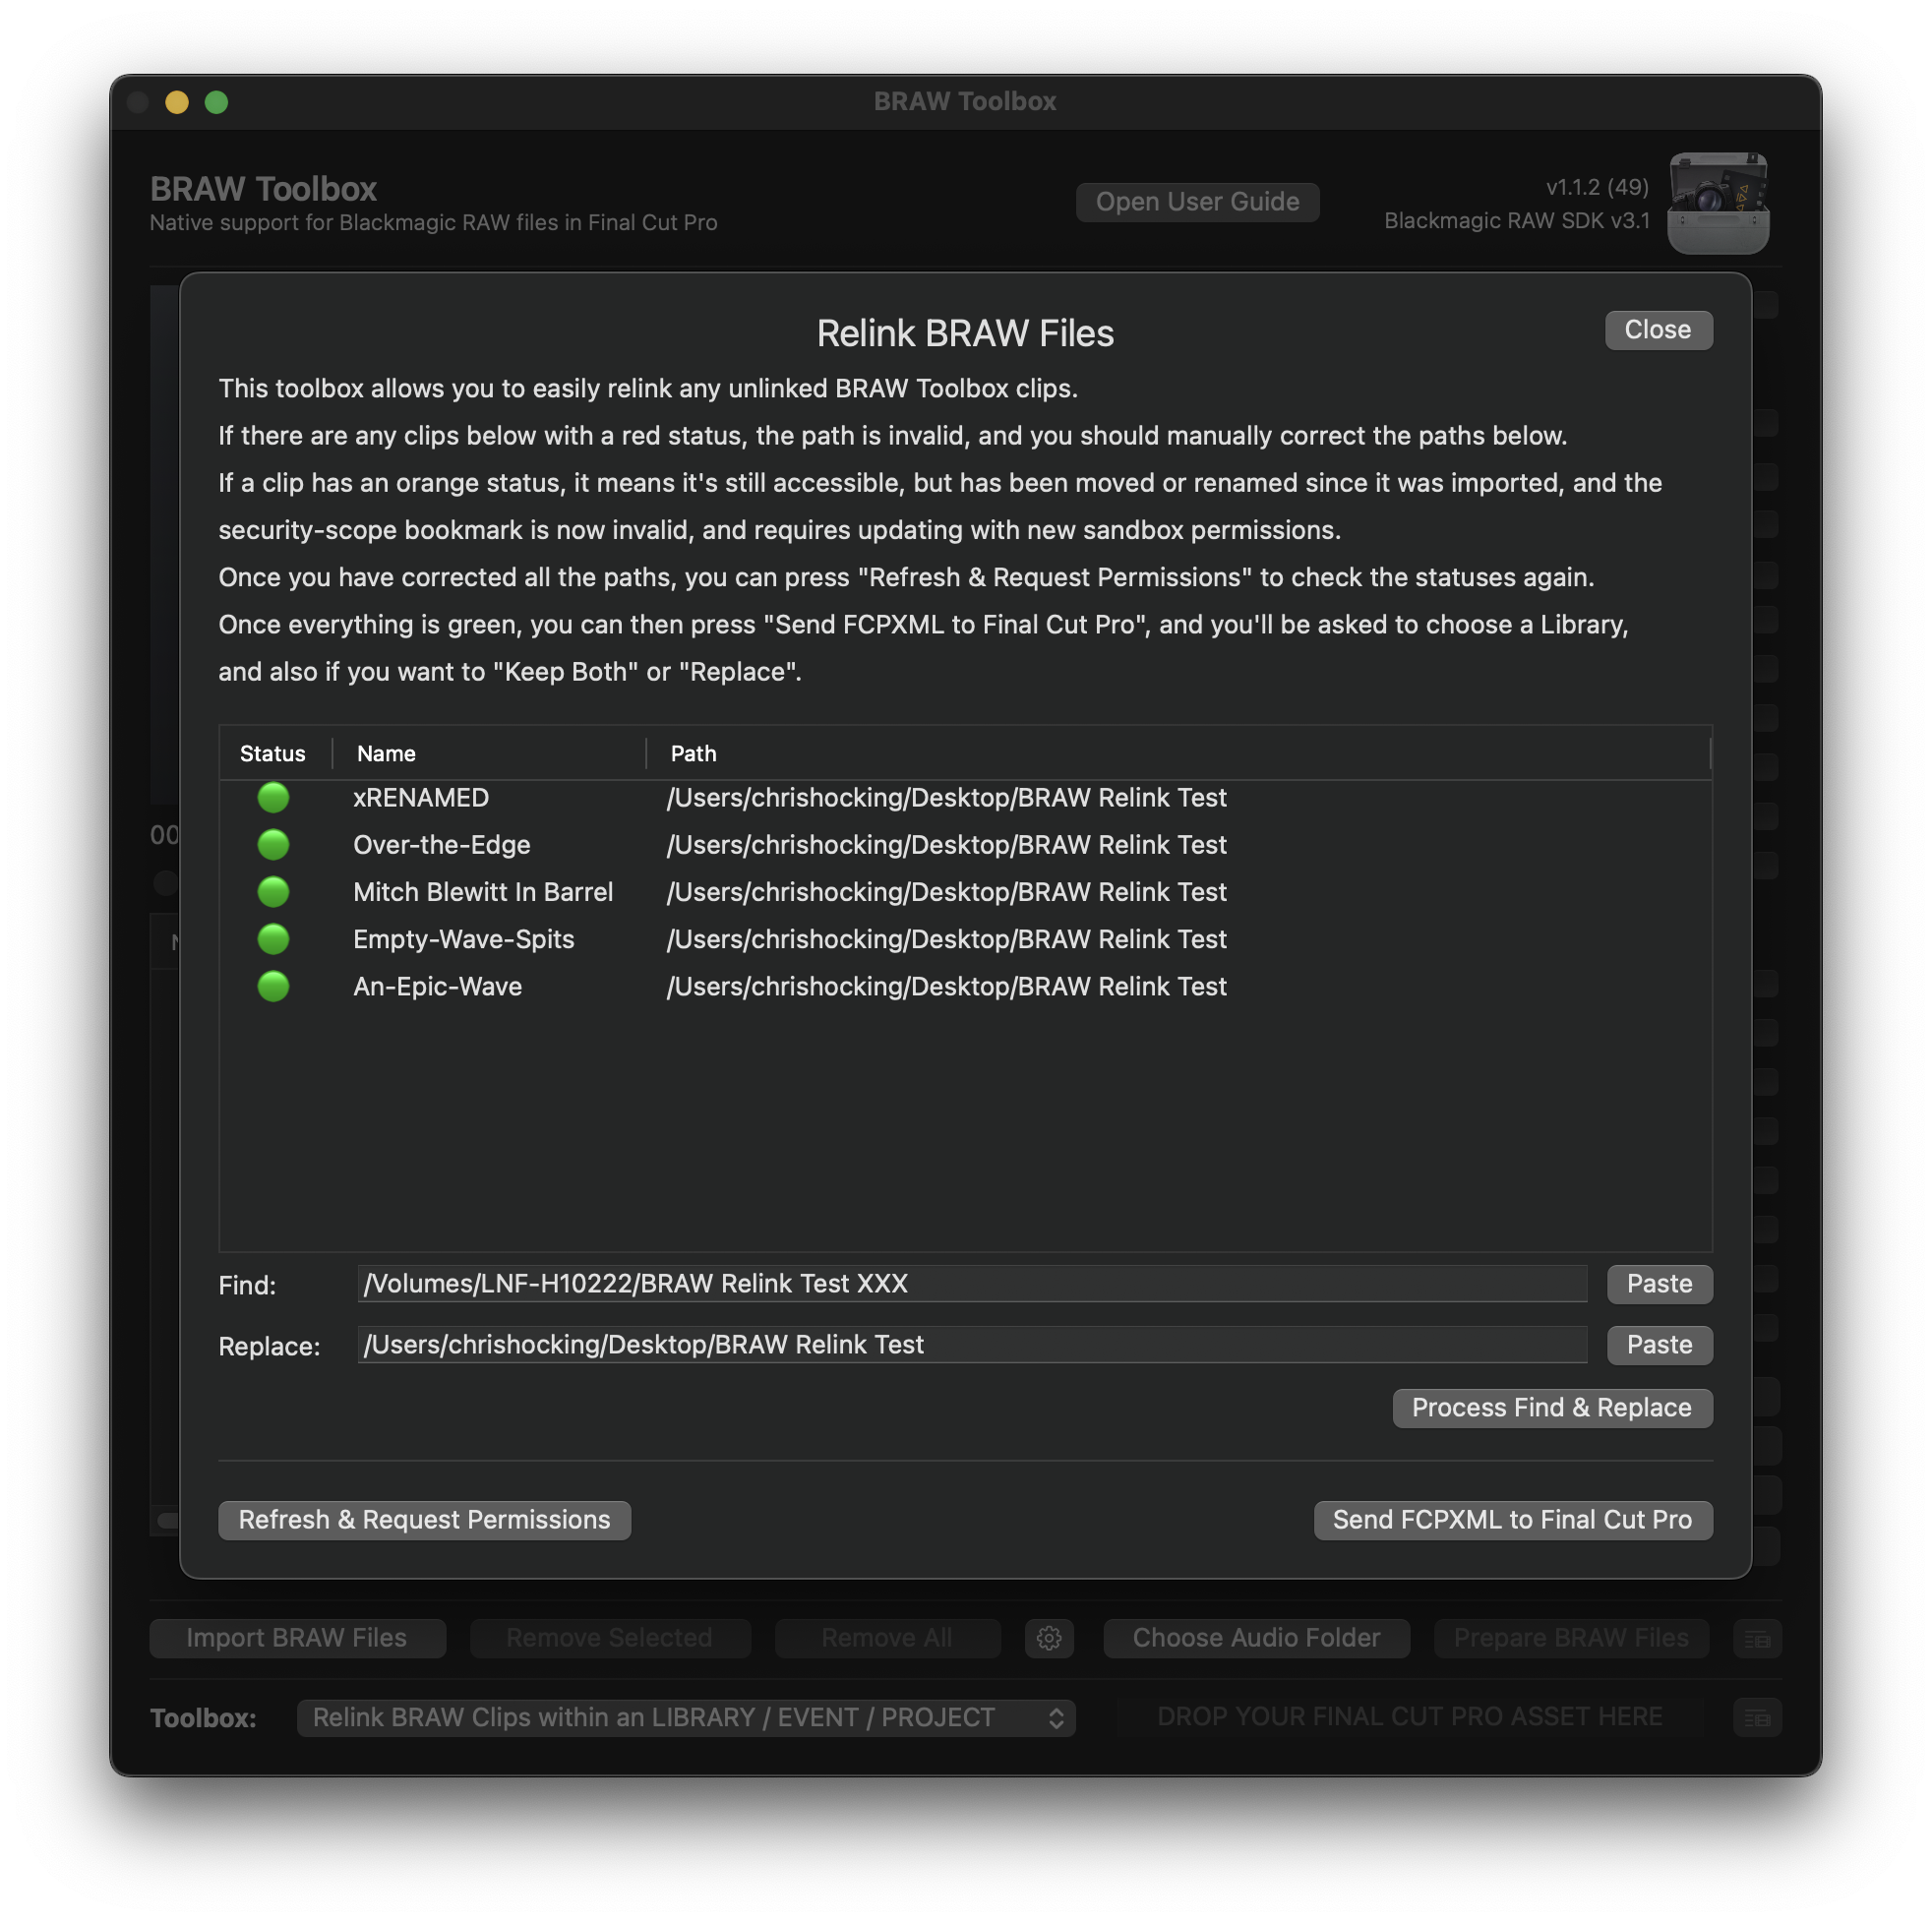 BRAW Toolbox
BRAW Toolbox
Native support for Blackmagic RAW files in Final Cut Pro
Open User Guide
v1.1.2 (49)
Blackmagic RAW SDK v3.1
Relink BRAW Files
Close
This toolbox allows you to easily relink any unlinked BRAW Toolbox clips.
If there are any clips below with a red status, the path is invalid, and you should manually correct the paths below.
If a clip has an orange status, it means it's still accessible, but has been moved or renamed since it was imported, and the
security-scope bookmark is now invalid, and requires updating with new sandbox permissions.
Once you have corrected all the paths, you can press "Refresh & Request Permissions" to check the statuses again.
Once everything is green, you can then press "Send FCPXML to Final Cut Pro", and you'll be asked to choose a Library,
and also if you want to "Keep Both" or "Replace".
Status Name Path
xRENAMED /Users/chrishocking/Desktop/BRAW Relink Test
00
Over-the-Edge /Users/chrishocking/Desktop/BRAW Relink Test
Mitch Blewitt In Barrel /Users/chrishocking/Desktop/BRAW Relink Test
Empty-Wave-Spits /Users/chrishocking/Desktop/BRAW Relink Test
An-Epic-Wave /Users/chrishocking/Desktop/BRAW Relink Test
Find: /Volumes/LNF-H10222/BRAW Relink Test XXX Paste
Replace: /Users/chrishocking/Desktop/BRAW Relink Test Paste
Process Find & Replace
Refresh & Request Permissions Send FCPXML to Final Cut Pro
Import BRAW Files Remove Selected Remove All Choose Audio Folder Prepare BRAW Files
Toolbox: Relink BRAW Clips within an LIBRARY / EVENT / PROJECT DROP YOUR FINAL CUT PRO ASSET HERE